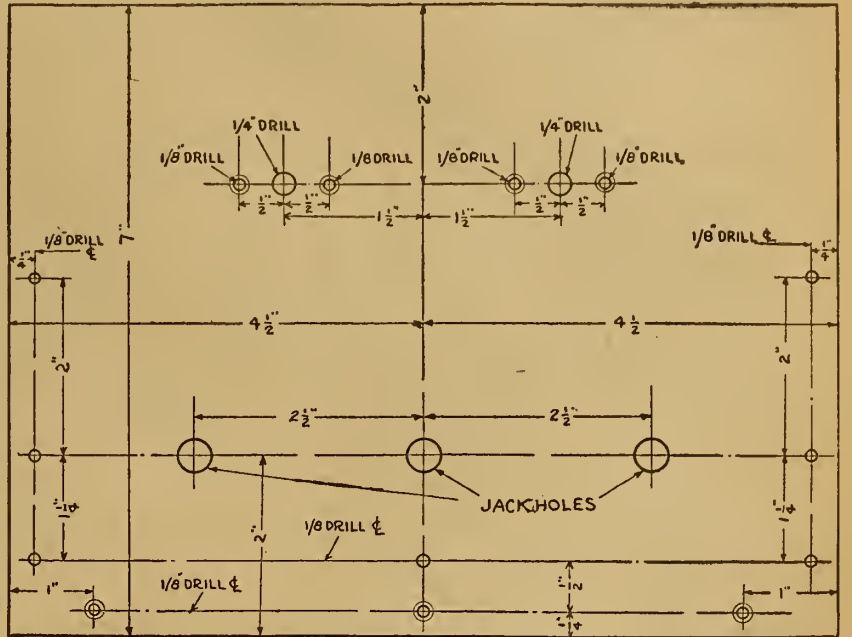 2"
1/4" DRILL
1/4" DRILL
1/8" DRILL
1/8 DRILL
1/8" DRILL
1/8" DRILL
1/2"
1/2"
1/2"
1/2"
1 1/2"
1 1/2"
7"
1/8" DRILL ℄
1/8" DRILL ℄
1/4"
1/4"
4 1/2"
4 1/2
2"
2"
2 1/2"
2 1/2"
JACK HOLES
1 1/4"
1 1/4"
2"
1/8 DRILL ℄
1/2"
1/8" DRILL ℄
1"
1"
1/4"